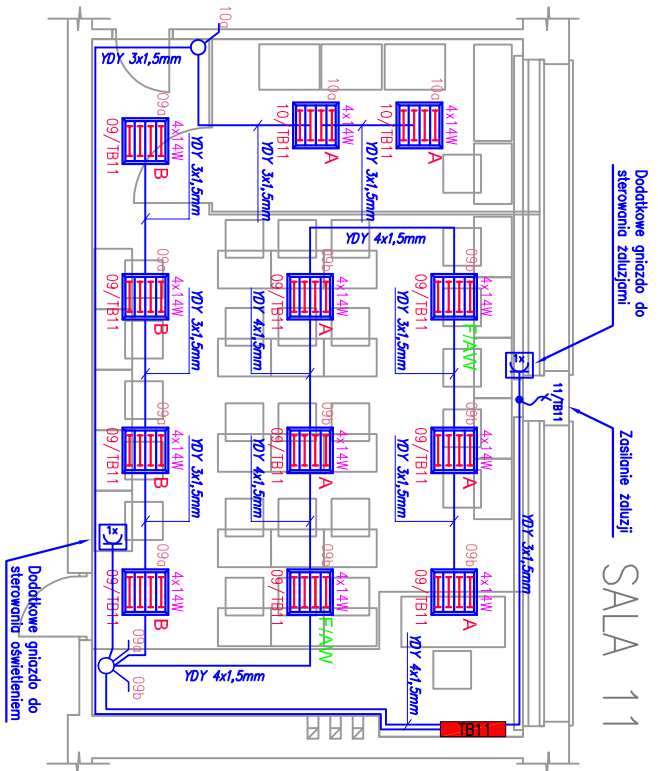 SALA 11
Dodatkowe gniazdo do
sterowania żaluzjami
Zasilanie żaluzji
11/TB11
1x
YDY 3x1,5mm
10a
YDY 3x1,5mm
10a
4x14W
10/TB11
A
10a
4x14W
10/TB11
A
YDY 3x1,5mm
YDY 3x1,5mm
09a
4x14W
09/TB11
B
YDY 3x1,5mm
YDY 4x1,5mm
09b
4x14W
09/TB11
A
F/AW
09b
4x14W
09/TB11
A
09a
4x14W
09/TB11
B
YDY 3x1,5mm
YDY 4x1,5mm
YDY 3x1,5mm
09b
4x14W
09/TB11
A
09b
4x14W
09/TB11
A
09a
4x14W
09/TB11
B
YDY 3x1,5mm
YDY 4x1,5mm
YDY 3x1,5mm
09b
4x14W
09/TB11
A
09b
4x14W
09/TB11
A
F/AW
09a
4x14W
09/TB11
B
1x
09a
09b
YDY 4x1,5mm
YDY 4x1,5mm
TB11
Dodatkowe gniazdo do
sterowania oświetleniem